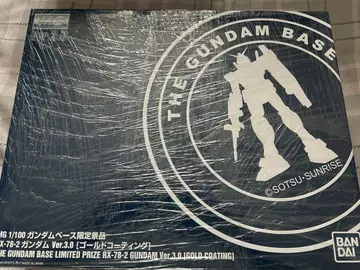 THE GUNDAM BASE
©SOTSU·SUNRISE
MG 1/100 ガンダムベース限定景品
RX-78-2 ガンダム Ver.3.0 [ゴールドコーティング]
THE GUNDAM BASE LIMITED PRIZE RX-78-2 GUNDAM Ver.3.0 [GOLD COATING]
BAN
DAI